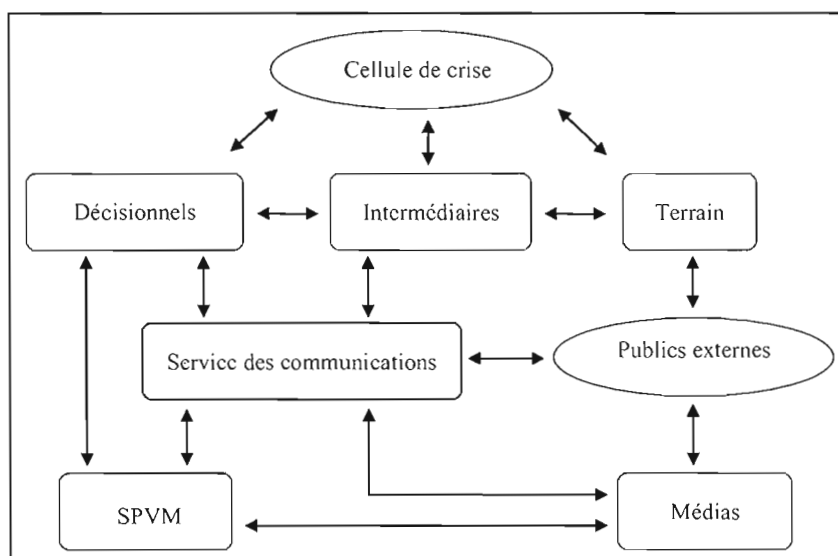 Cellule de crise
Décisionnels
Intermédiaires
Terrain
Service des communications
Publics externes
SPVM
Médias